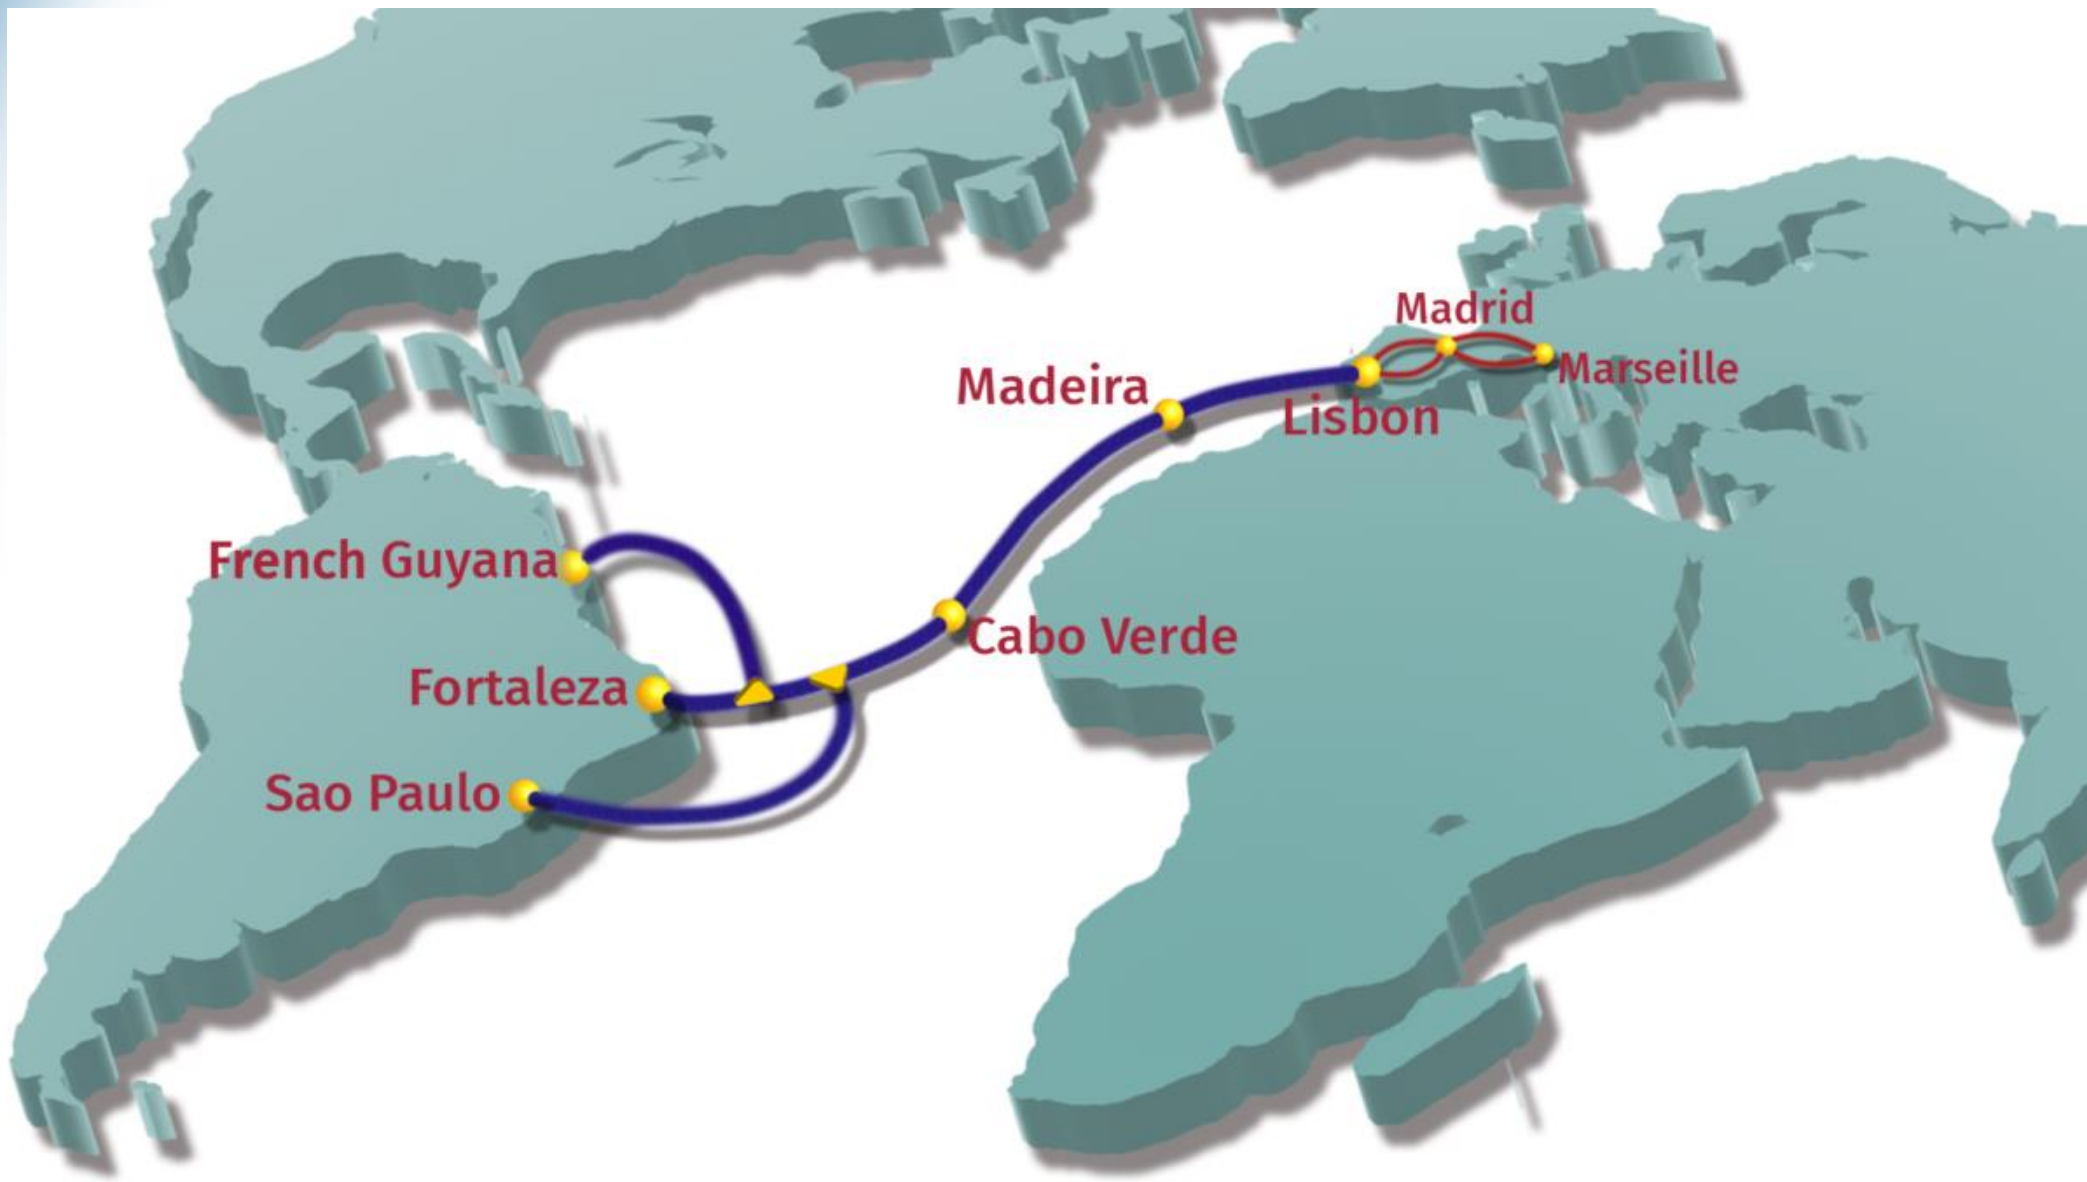 Madrid
Marseille
Madeira
Lisbon
French Guyana
Cabo Verde
Fortaleza
Sao Paulo